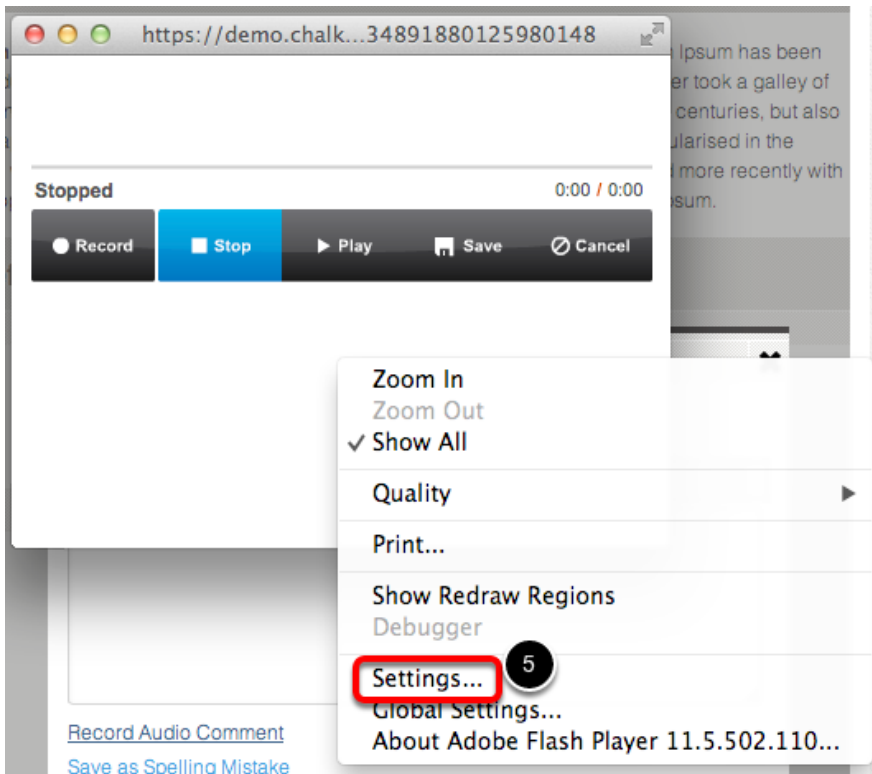 https://demo.chalk...34891880125980148
Ipsum has been
er took a galley of
centuries, but also
ularised in the
more recently with
psum.
Stopped 0:00 / 0:00
Record Stop Play Save Cancel
Zoom In
Zoom Out
✓ Show All
Quality
Print...
Show Redraw Regions
Debugger
Settings... 5
Global Settings...
About Adobe Flash Player 11.5.502.110...
Record Audio Comment
Save as Spelling Mistake